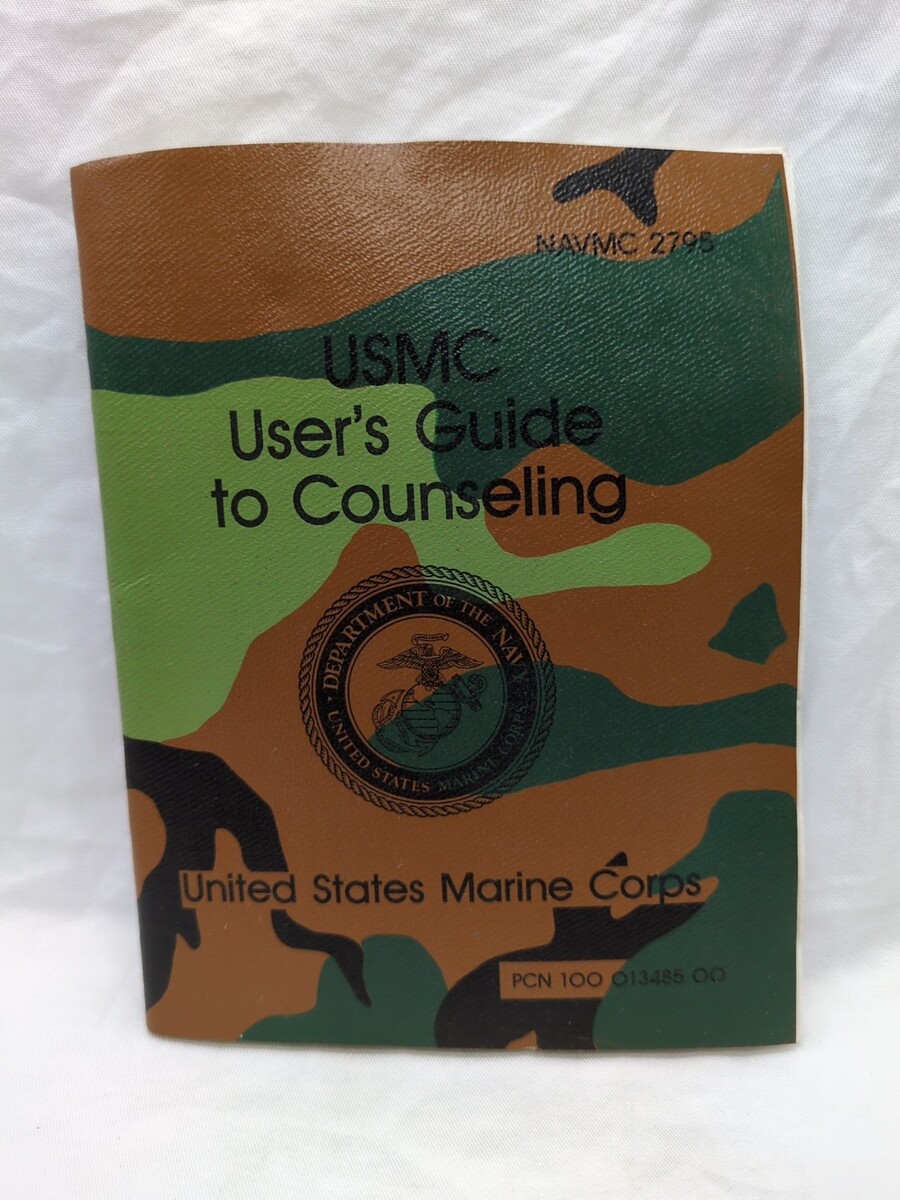 NAVMC 2795
USMC
User's Guide
to Counseling
DEPARTMENT OF THE NAVY
UNITED STATES MARINE CORPS
United States Marine Corps
PCN 100 013485 00